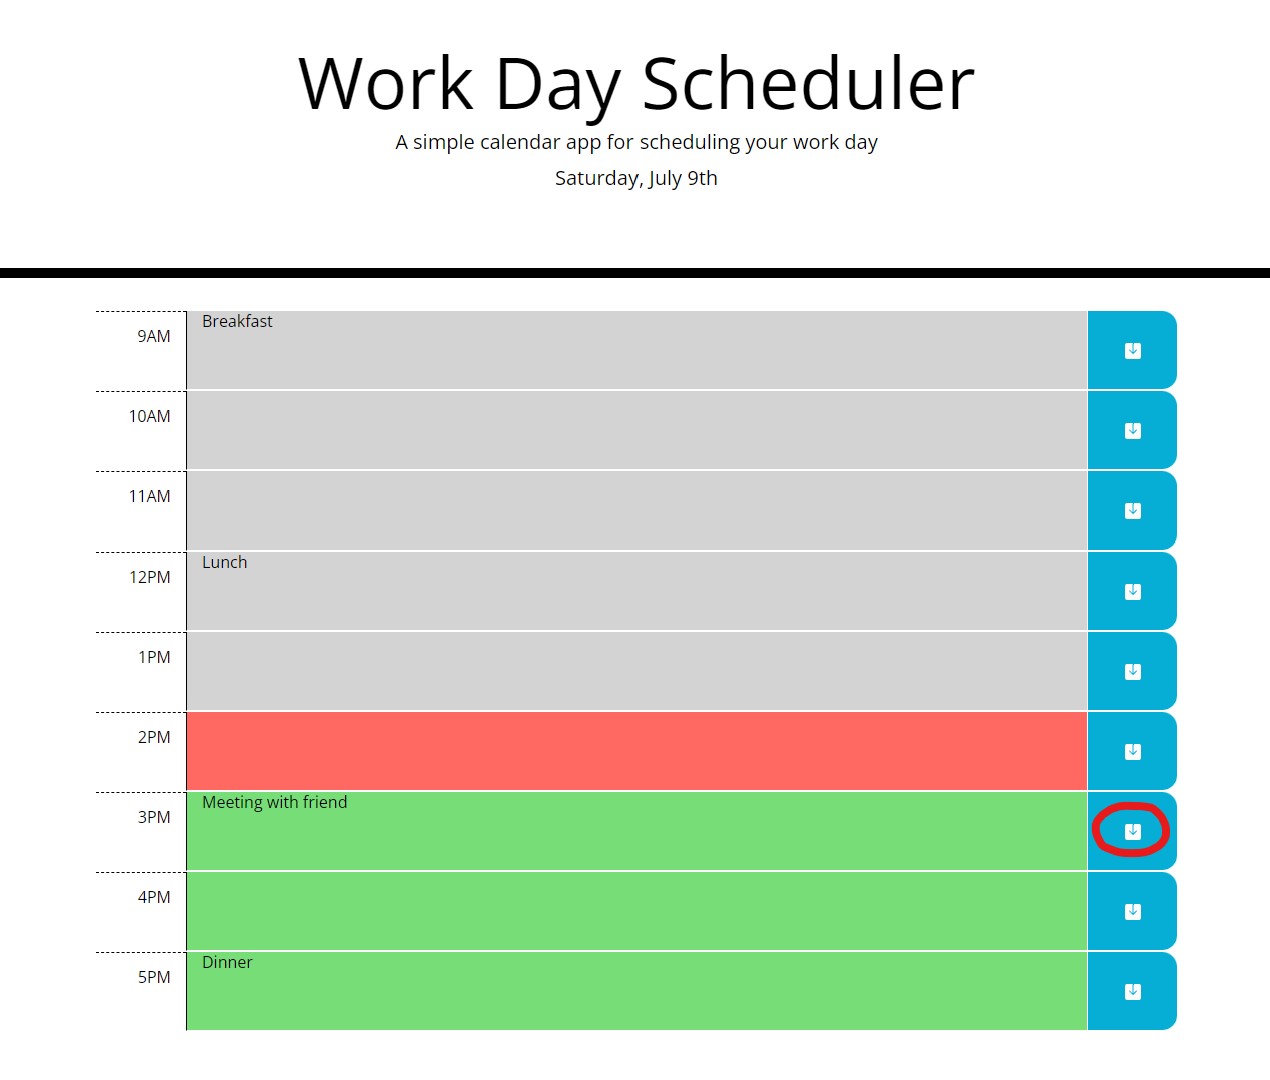 Work Day Scheduler
A simple calendar app for scheduling your work day
Saturday, July 9th
9AM
Breakfast
10AM
11AM
12PM
Lunch
1PM
2PM
3PM
Meeting with friend
4PM
5PM
Dinner